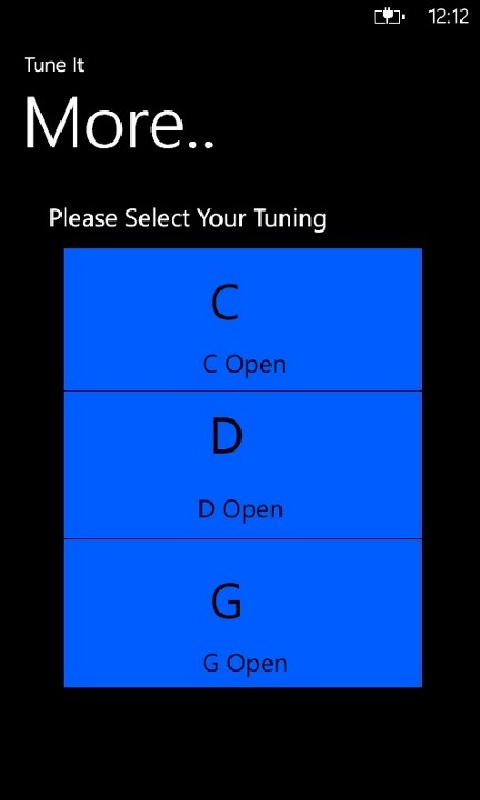 12:12
Tune It
More..
Please Select Your Tuning
C
C Open
D
D Open
G
G Open